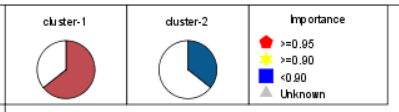 cluster-1
cluster-2
Importance
>=0.95
>=0.90
<0.90
Unknown